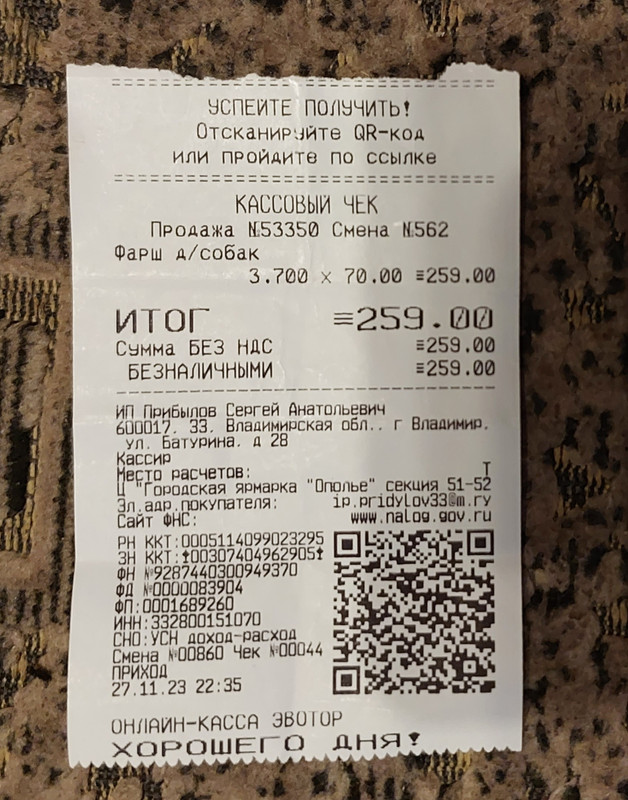 УСПЕЙТЕ ПОЛУЧИТЬ!
Отсканируйте QR-код
или пройдите по ссылке
КАССОВЫЙ ЧЕК
Продажа №53350 Смена №562
Фарш д/собак
3.700 x 70.00 ≡259.00
ИТОГ ≡259.00
Сумма БЕЗ НДС ≡259.00
БЕЗНАЛИЧНЫМИ ≡259.00
ИП Прибылов Сергей Анатольевич
600017, 33, Владимирская обл., г Владимир,
ул. Батурина, д 28
Кассир
Место расчетов: Т
Ц "Городская ярмарка "Ополье" секция 51-52
Эл.адр.покупателя: ip.pridylov33@m.ry
Сайт ФНС: www.nalog.gov.ru
РН ККТ:0005114099023295
ЗН ККТ:*00307404962905*
ФН №9287440300949370
ФД №0000083904
ФП:0001689260
ИНН:332800151070
СНО:УСН доход-расход
Смена №00860 Чек №00044
ПРИХОД
27.11.23 22:35
ОНЛАЙН-КАССА ЭВОТОР
ХОРОШЕГО ДНЯ!